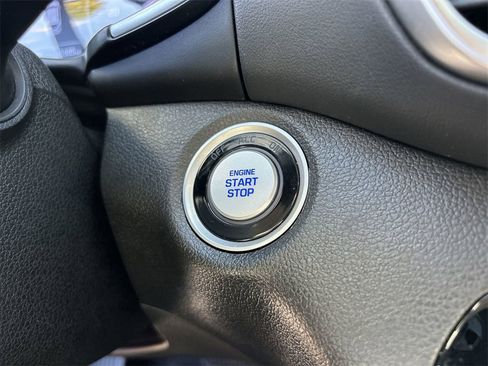 OFF ACC ON
ENGINE
START
STOP